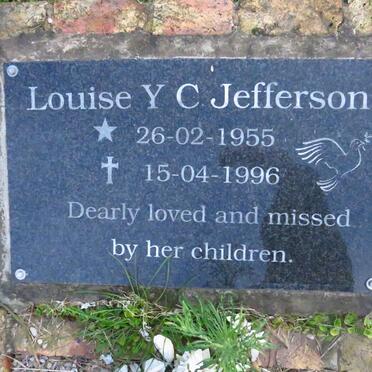 Louise Y C Jefferson
26-02-1955
15-04-1996
Dearly loved and missed
by her children.